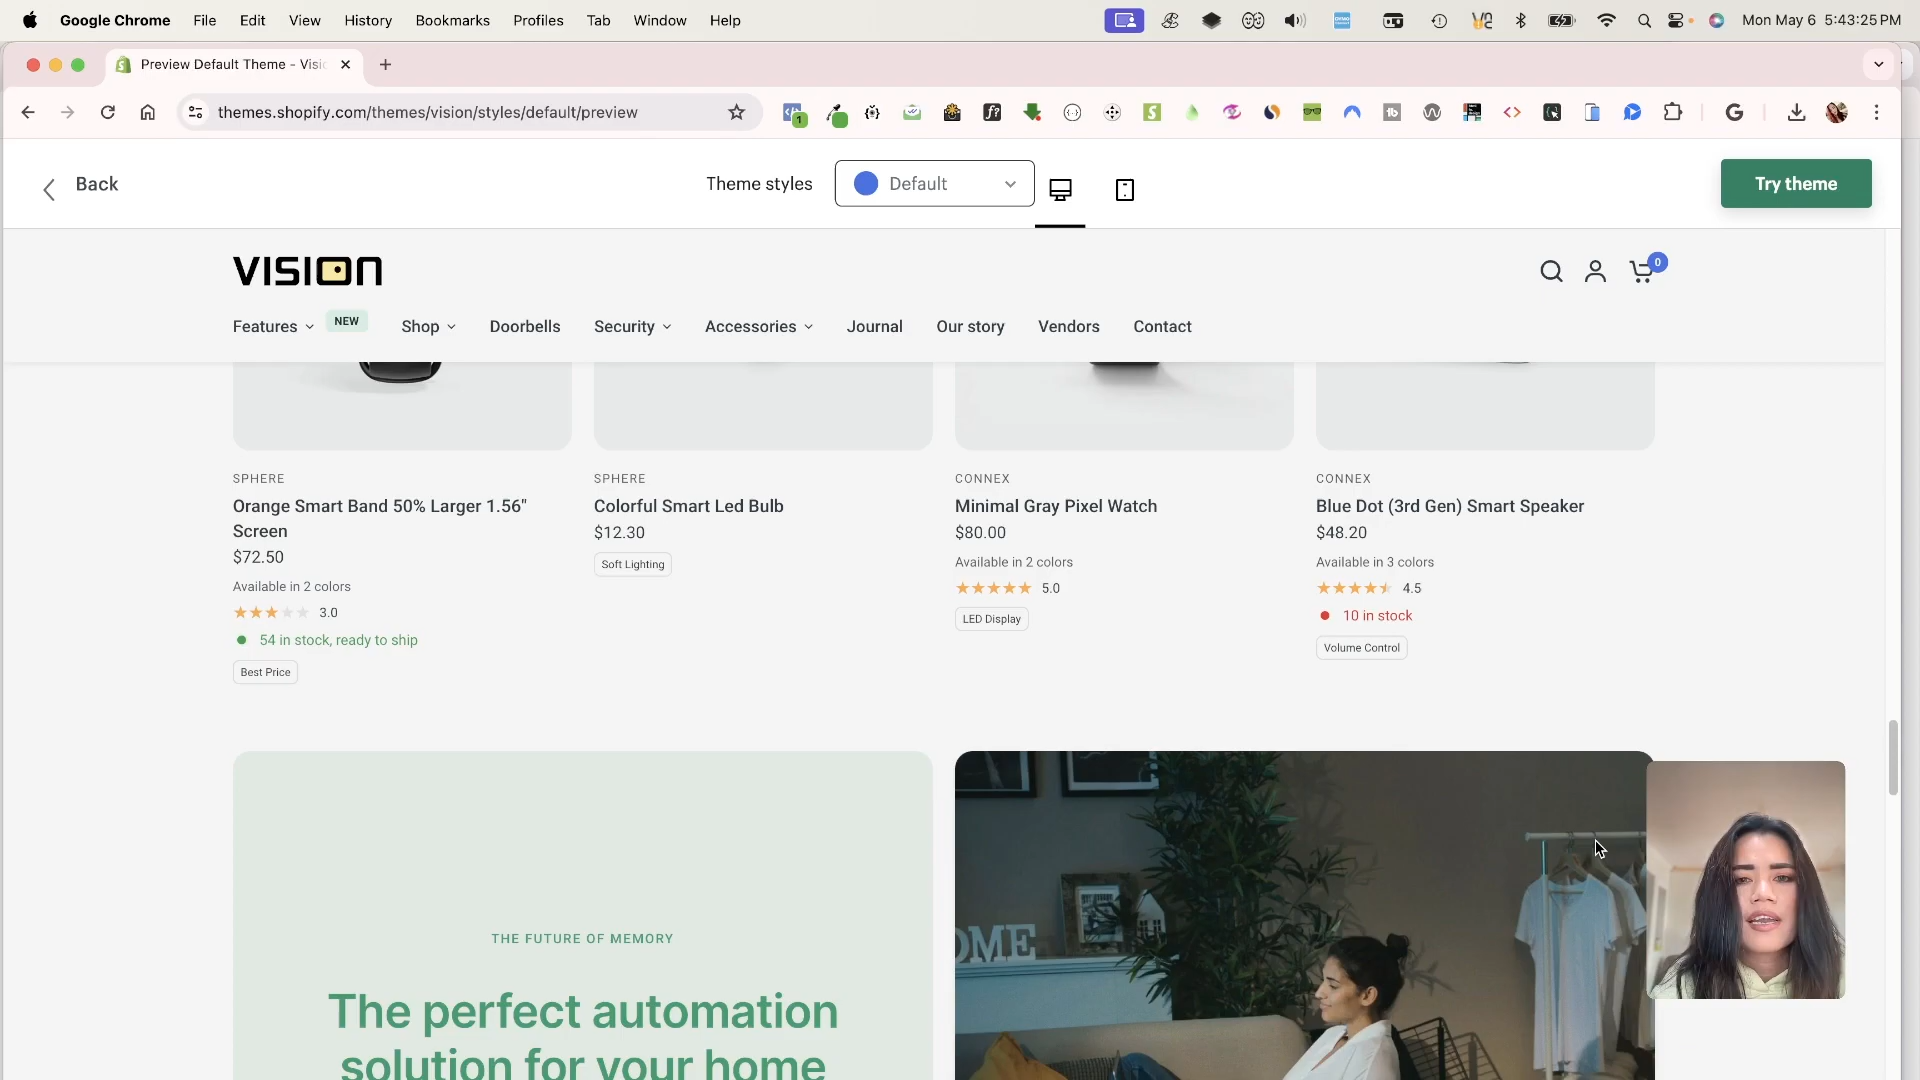 Google Chrome File Edit View History Bookmarks Profiles Tab Window Help Mon May 6 5:43:25 PM
Preview Default Theme - Visi
themes.shopify.com/themes/vision/styles/default/preview
Back
Theme styles
Default
Try theme
VISION
0
Features NEW Shop Doorbells Security Accessories Journal Our story Vendors Contact
SPHERE
Orange Smart Band 50% Larger 1.56"
Screen
$72.50
Available in 2 colors
3.0
54 in stock, ready to ship
Best Price
SPHERE
Colorful Smart Led Bulb
$12.30
Soft Lighting
CONNEX
Minimal Gray Pixel Watch
$80.00
Available in 2 colors
5.0
LED Display
CONNEX
Blue Dot (3rd Gen) Smart Speaker
$48.20
Available in 3 colors
4.5
10 in stock
Volume Control
THE FUTURE OF MEMORY
The perfect automation
solution for your home
OME